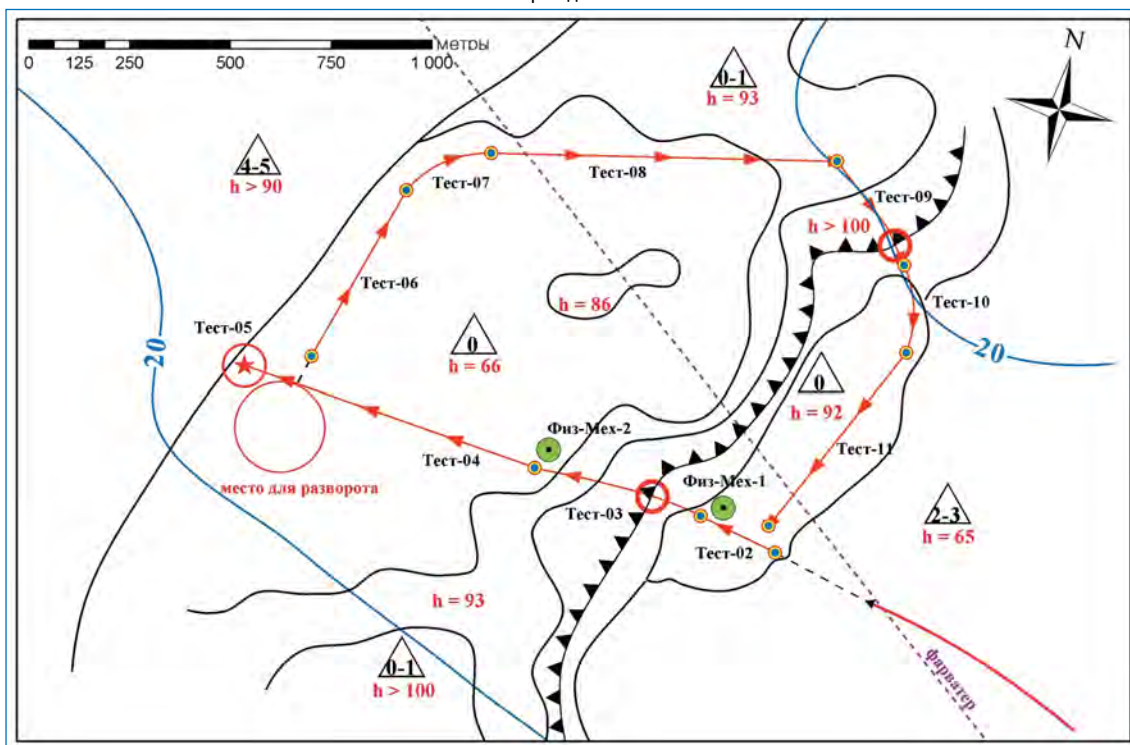 метры
0 125 250 500 750 1 000
N
0-1
h = 93
4-5
h > 90
Тест-07
Тест-08
Тест-09
h > 100
Тест-06
Тест-10
h = 86
Тест-05
20
0
h = 66
20
0
h = 92
Физ-Мех-2
Тест-04
Тест-11
Физ-Мех-1
место для разворота
Тест-03
2-3
h = 65
Тест-02
h = 93
0-1
h > 100
фарватер